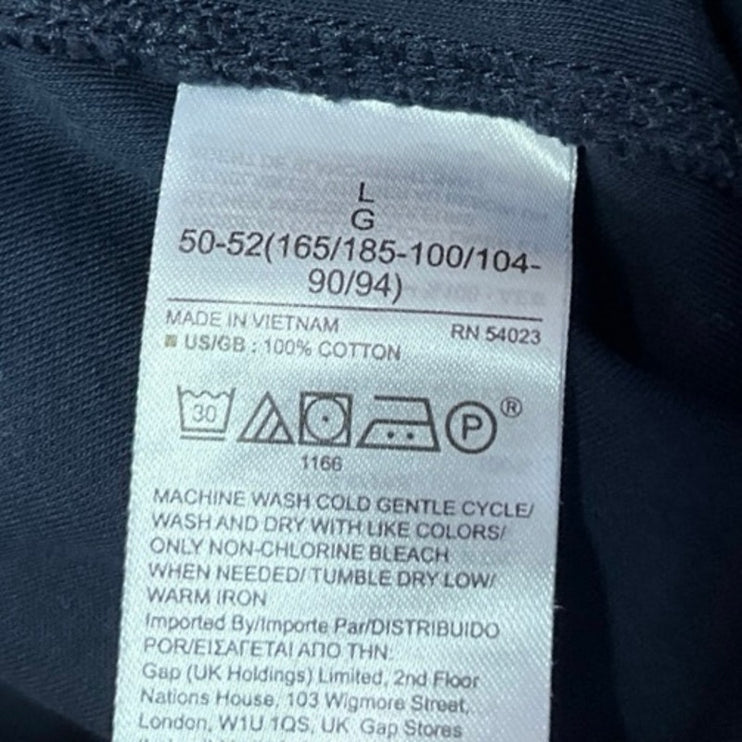 L
G
50-52(165/185-100/104-
90/94)
MADE IN VIETNAM RN 54023
US/GB : 100% COTTON
30 P ®
1166
MACHINE WASH COLD GENTLE CYCLE/
WASH AND DRY WITH LIKE COLORS/
ONLY NON-CHLORINE BLEACH
WHEN NEEDED/ TUMBLE DRY LOW/
WARM IRON
Imported By/Importe Par/DISTRIBUIDO
POR/ΕΙΣΑΓΕΤΑΙ ΑΠΟ ΤΗΝ:
Gap (UK Holdings) Limited, 2nd Floor
Nations House, 103 Wigmore Street,
London, W1U 1QS, UK Gap Stores